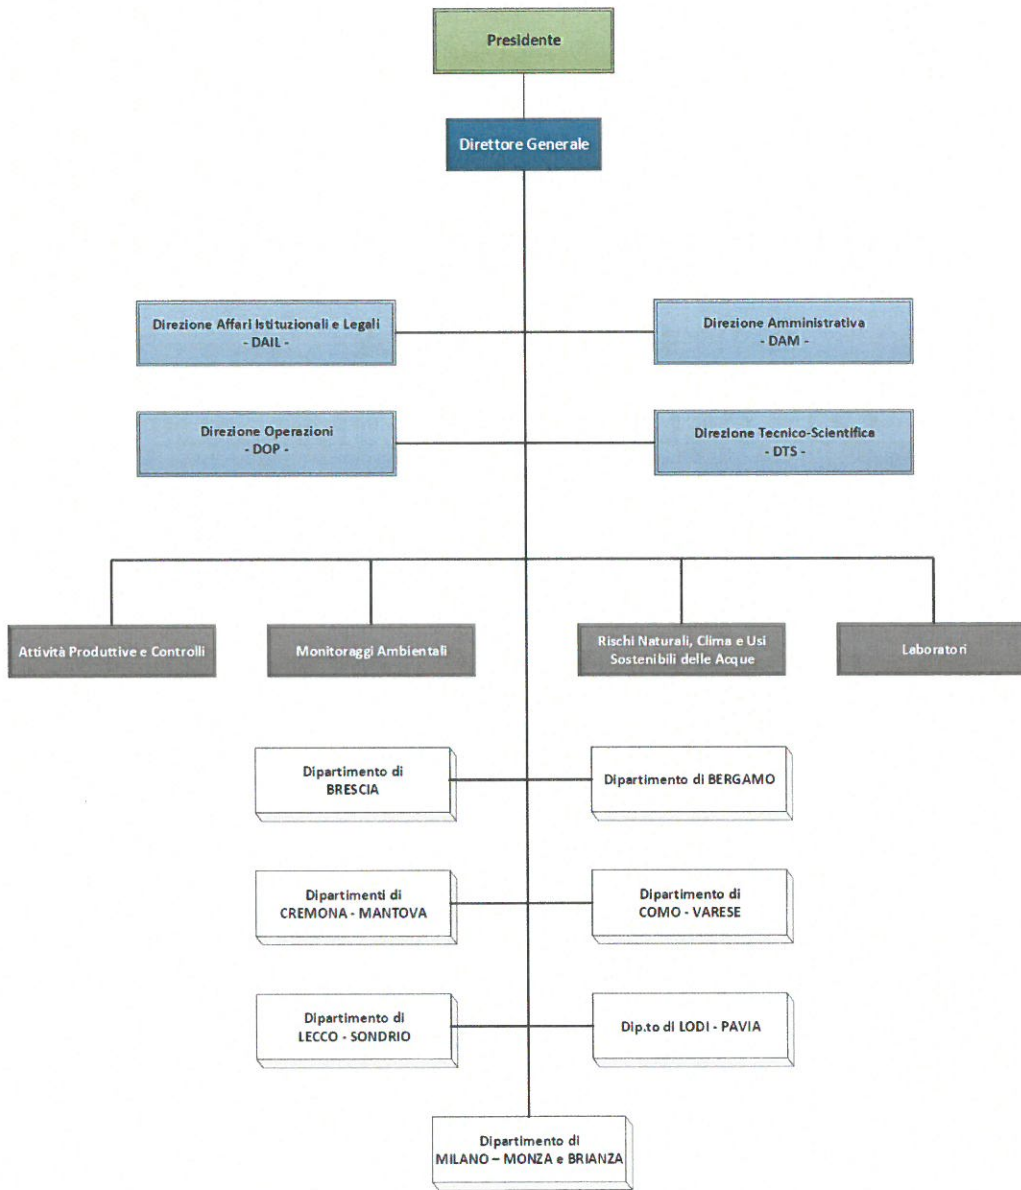 Presidente
Direttore Generale
Direzione Affari Istituzionali e Legali
- DAIL -
Direzione Amministrativa
- DAM -
Direzione Operazioni
- DOP -
Direzione Tecnico-Scientifica
- DTS -
Attività Produttive e Controlli
Monitoraggi Ambientali
Rischi Naturali, Clima e Usi
Sostenibili delle Acque
Laboratori
Dipartimento di
BRESCIA
Dipartimento di BERGAMO
Dipartimenti di
CREMONA - MANTOVA
Dipartimento di
COMO - VARESE
Dipartimento di
LECCO - SONDRIO
Dip.to di LODI - PAVIA
Dipartimento di
MILANO – MONZA e BRIANZA